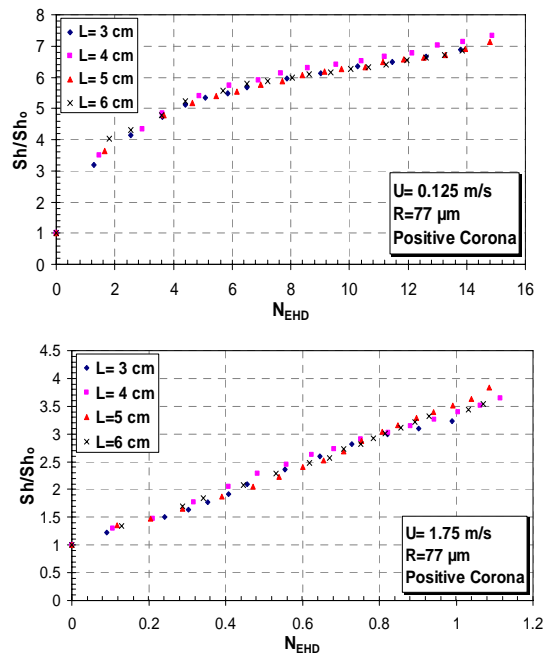 8
7
6
5
4
3
2
1
0
Sh/Sh₀
L= 3 cm
L= 4 cm
L= 5 cm
L= 6 cm
U= 0.125 m/s
R=77 µm
Positive Corona
0 2 4 6 8 10 12 14 16
N_EHD
4.5
4
3.5
3
2.5
2
1.5
1
0.5
0
Sh/Sh₀
L= 3 cm
L= 4 cm
L=5 cm
L=6 cm
U= 1.75 m/s
R=77 µm
Positive Corona
0 0.2 0.4 0.6 0.8 1 1.2
N_EHD